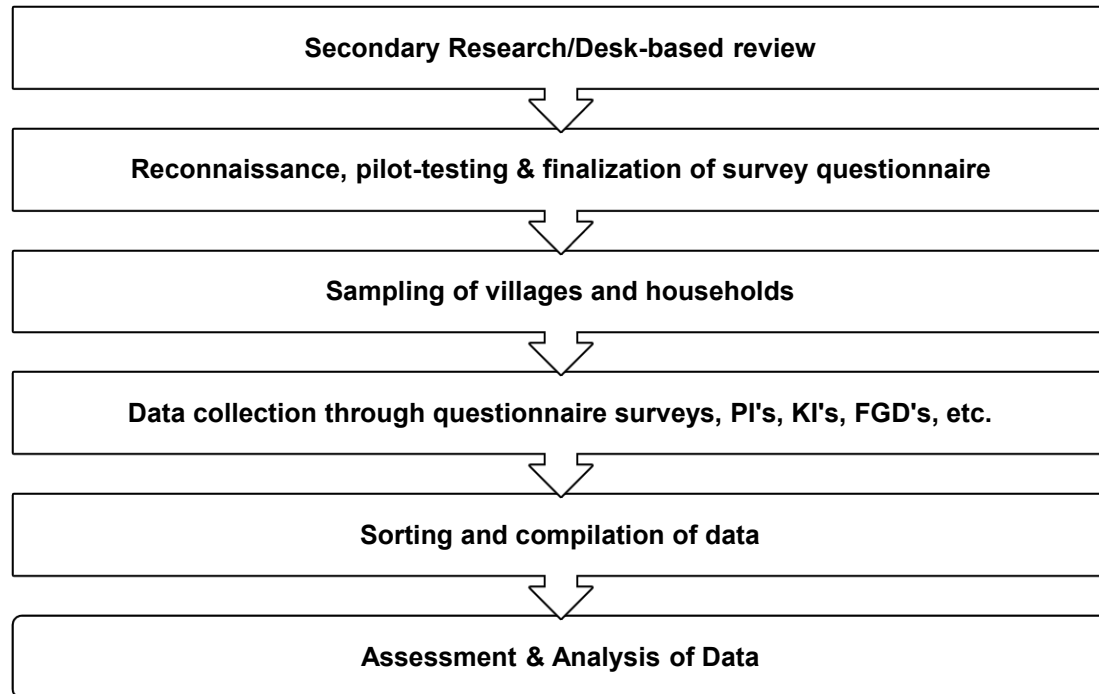 Secondary Research/Desk-based review
Reconnaissance, pilot-testing & finalization of survey questionnaire
Sampling of villages and households
Data collection through questionnaire surveys, PI's, KI's, FGD's, etc.
Sorting and compilation of data
Assessment & Analysis of Data